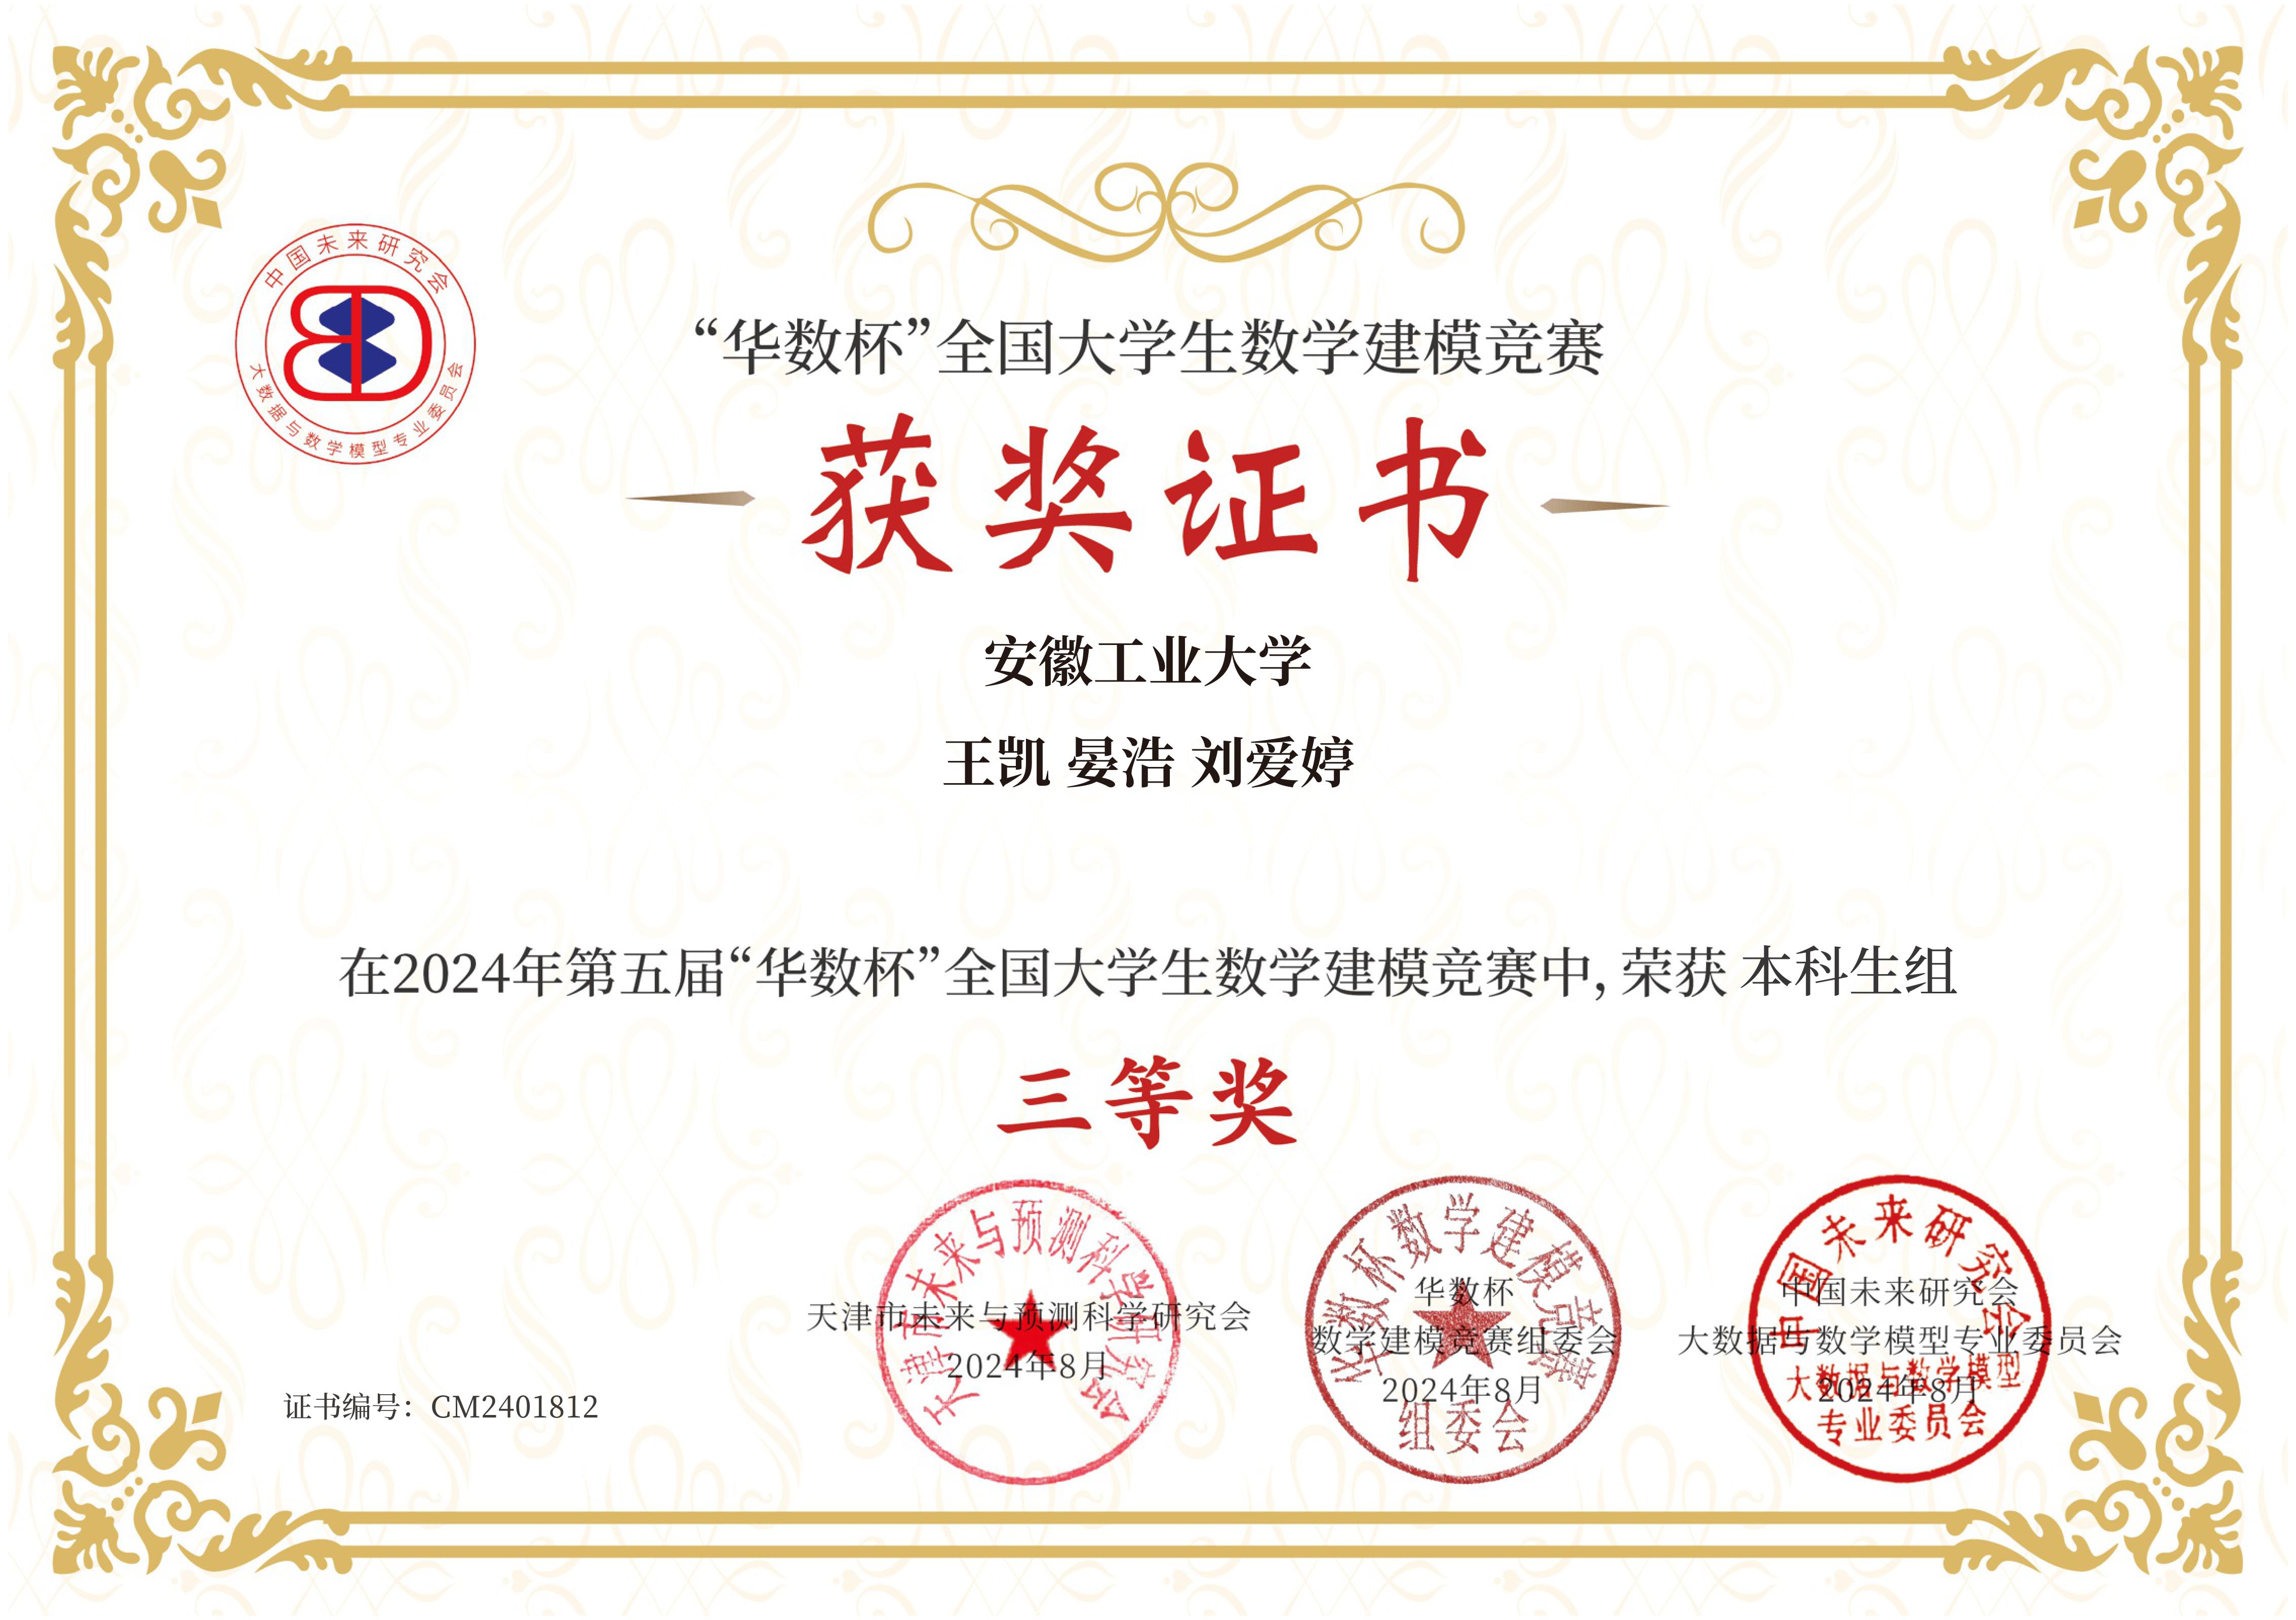 中国未来研究会
大数据与数学模型专业委员会
“华数杯”全国大学生数学建模竞赛
获奖证书
安徽工业大学
王凯 晏浩 刘爱婷
在2024年第五届“华数杯”全国大学生数学建模竞赛中, 荣获 本科生组
三等奖
天津市未来与预测科学研究会
天津市未来与预测科学研究会
2024年8月
华数杯数学建模竞赛
华数杯
数学建模竞赛组委会
2024年8月
组委会
中国未来研究会
中国未来研究会
大数据与数学模型专业委员会
大数据与数学模型
2024年8月
专业委员会
证书编号：CM2401812